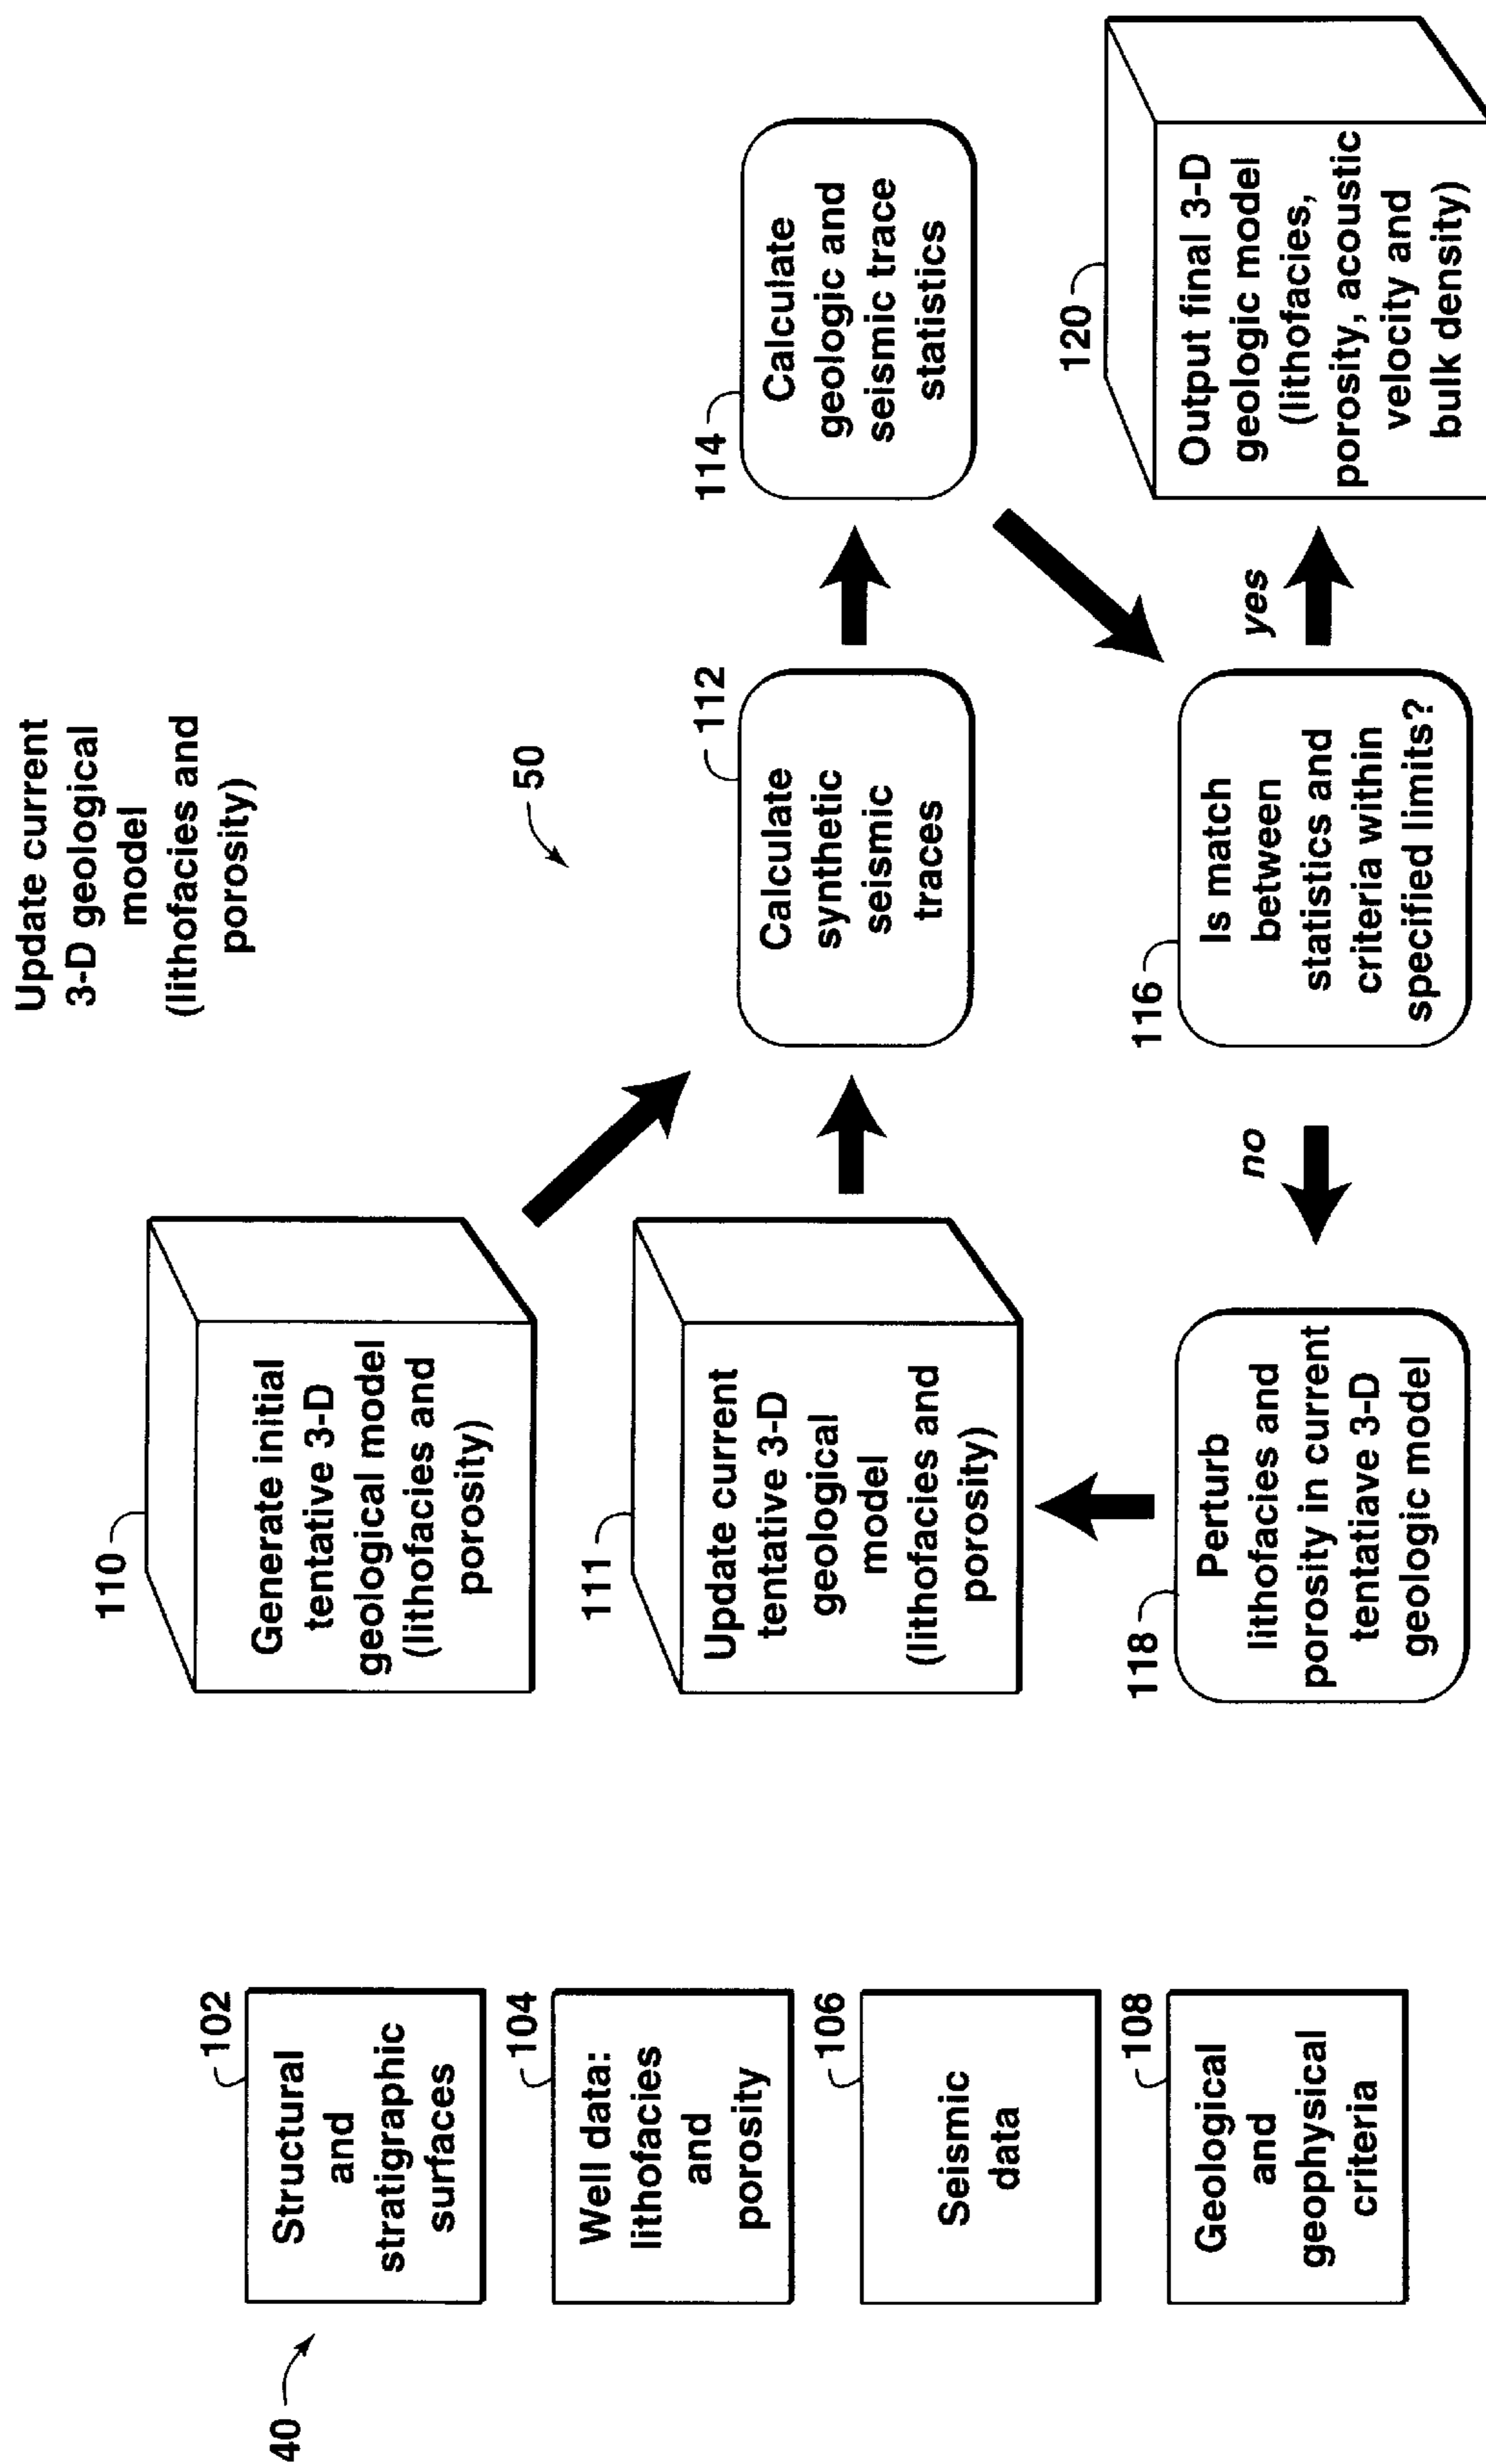 Update current
3-D geological
model
(lithofacies and
porosity)
40
50
102
Structural
and
stratigraphic
surfaces
104
Well data:
lithofacies
and
porosity
106
Seismic
data
108
Geological
and
geophysical
criteria
110
Generate initial
tentative 3-D
geological model
(lithofacies and
porosity)
111
Update current
tentative 3-D
geological
model
(lithofacies and
porosity)
112
Calculate
synthetic
seismic
traces
114
Calculate
geologic and
seismic trace
statistics
116
Is match
between
statistics and
criteria within
specified limits?
no
yes
118
Perturb
lithofacies and
porosity in current
tentatiave 3-D
geologic model
120
Output final 3-D
geologic model
(lithofacies,
porosity, acoustic
velocity and
bulk density)